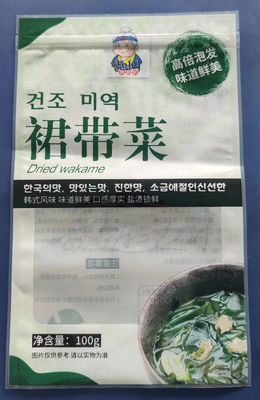 高倍泡发
味道鲜美
건조 미역
裙带菜
Dried wakame
한국의맛, 맛있는맛, 진한맛, 소금에절인신선한
韩式风味 味道鲜美 口感厚实 盐渍锁鲜
净含量：100g
图片仅供参考 请以实物为准